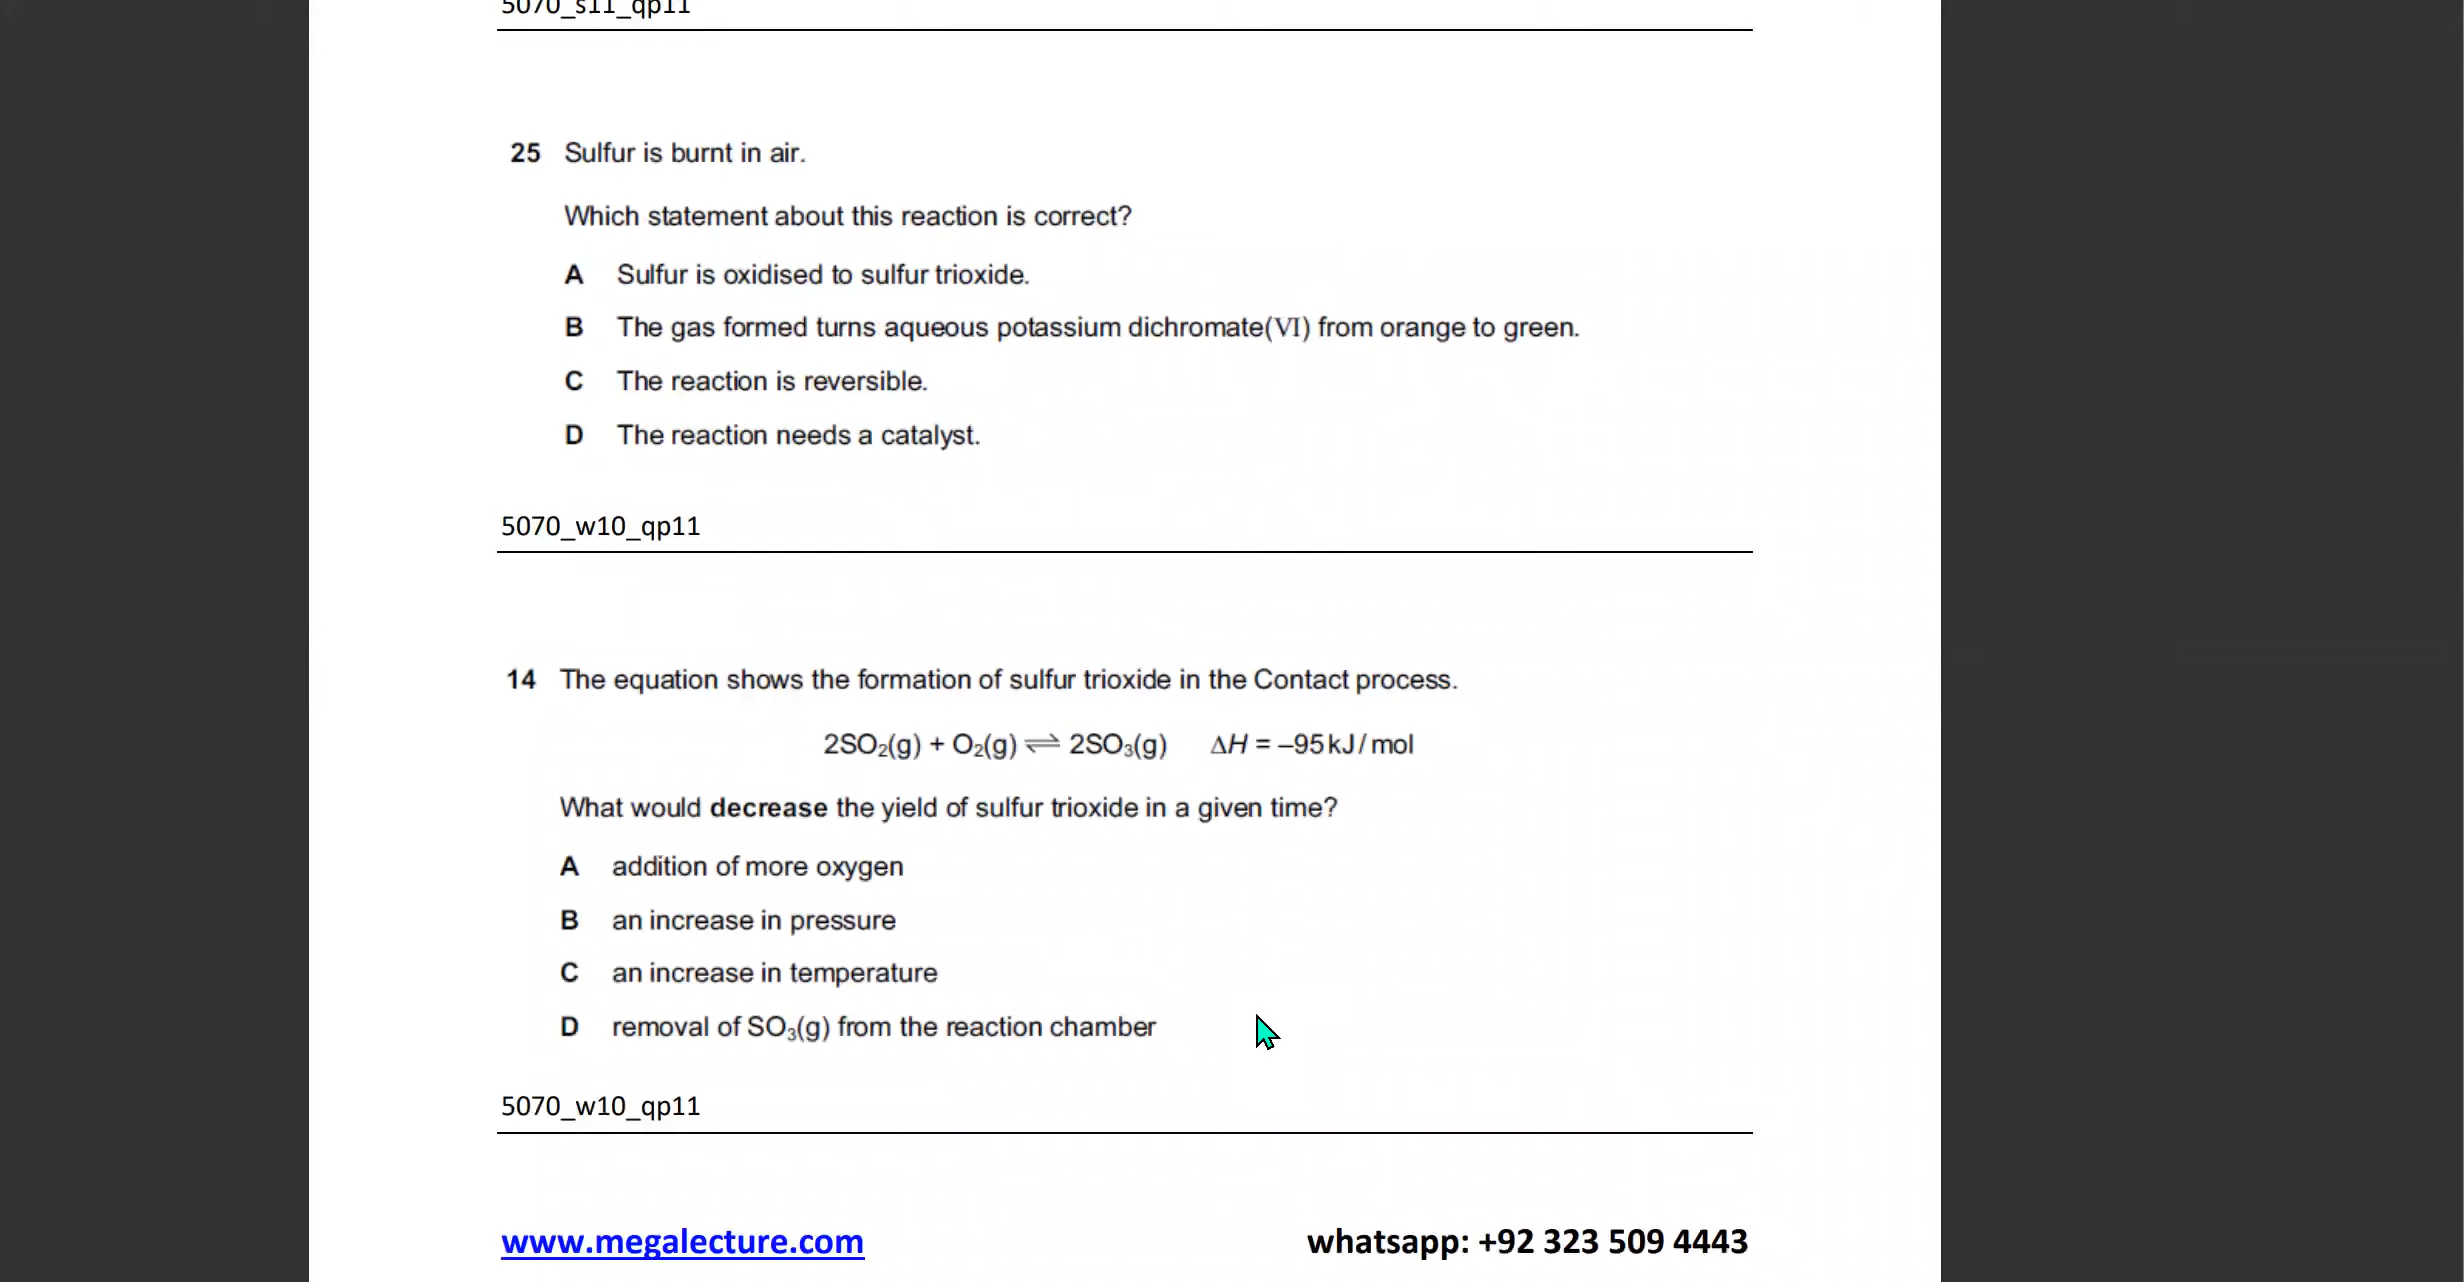 5070_s11_qp11
25 Sulfur is burnt in air.
Which statement about this reaction is correct?
A Sulfur is oxidised to sulfur trioxide.
B The gas formed turns aqueous potassium dichromate(VI) from orange to green.
C The reaction is reversible.
D The reaction needs a catalyst.
5070_w10_qp11
14 The equation shows the formation of sulfur trioxide in the Contact process.
2SO₂(g) + O₂(g) ⇌ 2SO₃(g) ΔH = –95 kJ / mol
What would decrease the yield of sulfur trioxide in a given time?
A addition of more oxygen
B an increase in pressure
C an increase in temperature
D removal of SO₃(g) from the reaction chamber
5070_w10_qp11
www.megalecture.com whatsapp: +92 323 509 4443